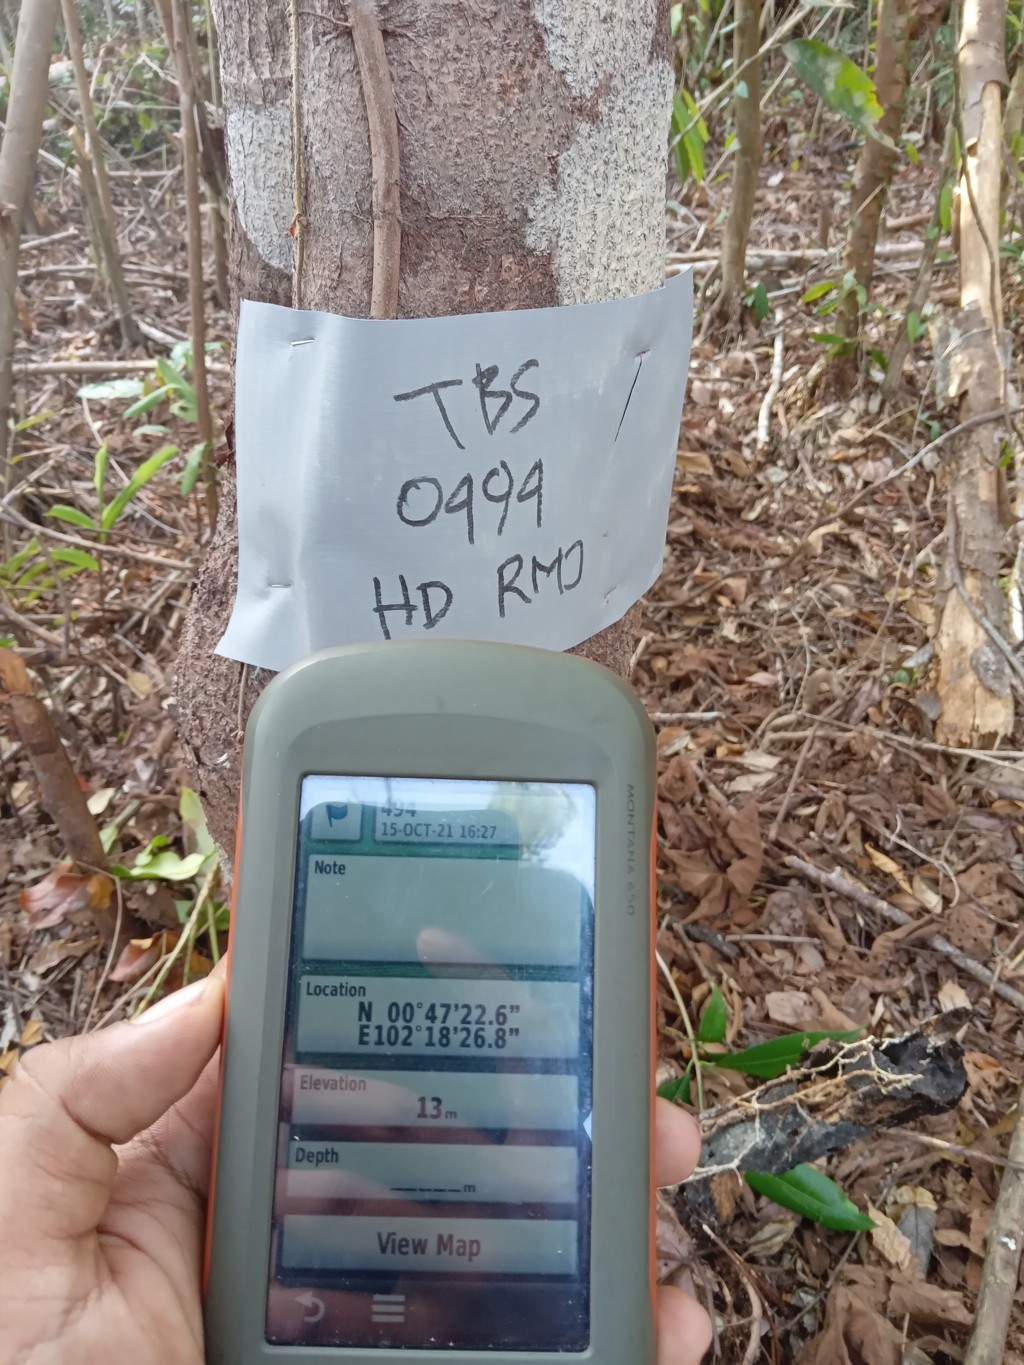 TBS
0494
HD RMJ
MONTANA 650
494
15-OCT-21 16:27
Note
Location
N 00°47'22.6"
E102°18'26.8"
Elevation
13m
Depth
_____m
View Map